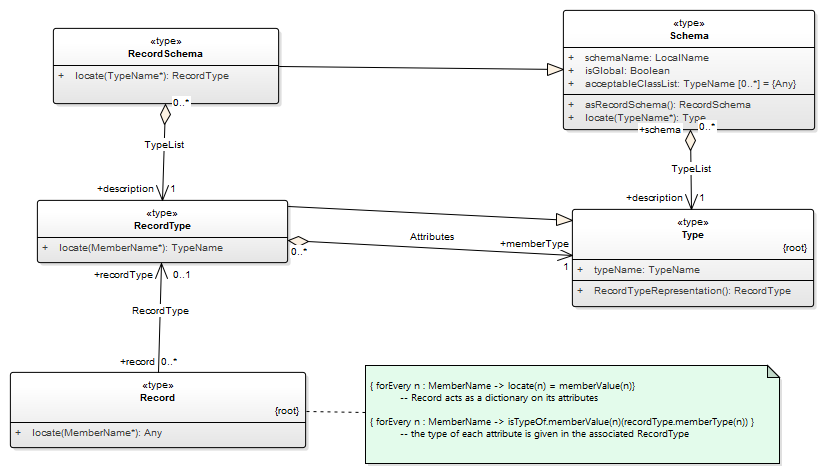 «type»
RecordSchema
+ locate(TypeName*): RecordType
«type»
Schema
+ schemaName: LocalName
+ isGlobal: Boolean
+ acceptableClassList: TypeName [0..*] = {Any}
+ asRecordSchema(): RecordSchema
+ locate(TypeName*): Type
0..*
TypeList
+description 1
+schema 0..*
TypeList
+description 1
«type»
RecordType
+ locate(MemberName*): TypeName
0..*
Attributes
+memberType
1
«type»
Type
{root}
+ typeName: TypeName
+ RecordTypeRepresentation(): RecordType
+recordType 0..1
RecordType
+record 0..*
«type»
Record
{root}
+ locate(MemberName*): Any
{ forEvery n : MemberName -> locate(n) = memberValue(n)}
-- Record acts as a dictionary on its attributes
{ forEvery n : MemberName -> isTypeOf.memberValue(n)(recordType.memberType(n)) }
-- the type of each attribute is given in the associated RecordType